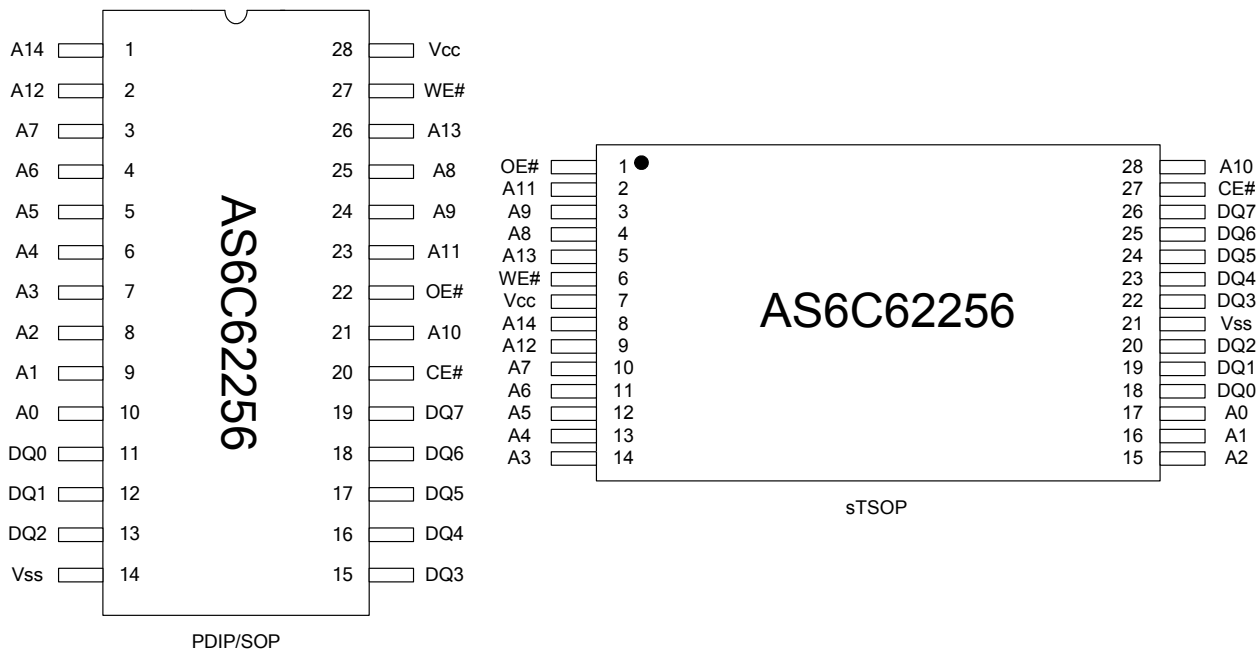 A14 1 28 Vcc
A12 2 27 WE#
A7 3 26 A13
A6 4 25 A8
A5 5 24 A9
A4 6 23 A11
A3 7 22 OE#
A2 8 21 A10
A1 9 20 CE#
A0 10 19 DQ7
DQ0 11 18 DQ6
DQ1 12 17 DQ5
DQ2 13 16 DQ4
Vss 14 15 DQ3
AS6C62256
PDIP/SOP
OE# 1 28 A10
A11 2 27 CE#
A9 3 26 DQ7
A8 4 25 DQ6
A13 5 24 DQ5
WE# 6 23 DQ4
Vcc 7 22 DQ3
A14 8 21 Vss
A12 9 20 DQ2
A7 10 19 DQ1
A6 11 18 DQ0
A5 12 17 A0
A4 13 16 A1
A3 14 15 A2
AS6C62256
sTSOP